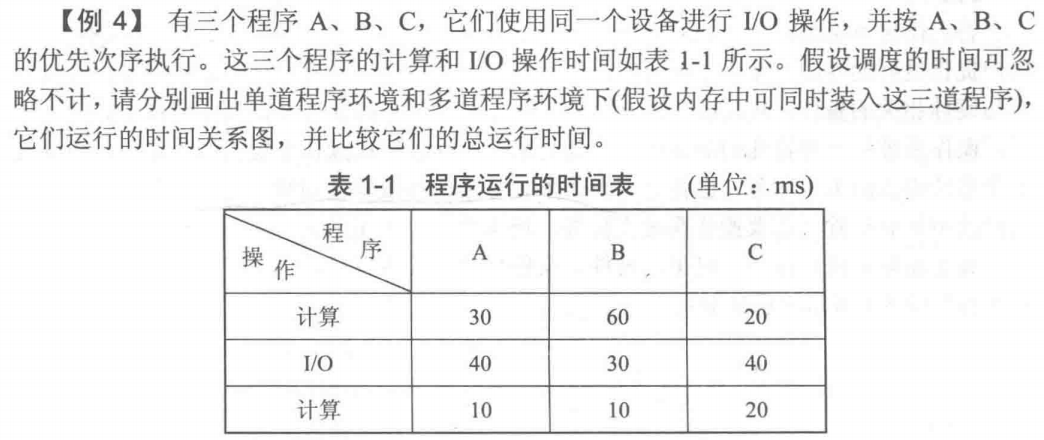 【例 4】 有三个程序 A、B、C，它们使用同一个设备进行 I/O 操作，并按 A、B、C
的优先次序执行。这三个程序的计算和 I/O 操作时间如表 1-1 所示。假设调度的时间可忽
略不计，请分别画出单道程序环境和多道程序环境下(假设内存中可同时装入这三道程序)，
它们运行的时间关系图，并比较它们的总运行时间。
表 1-1 程序运行的时间表 (单位：ms)
操作 程序 A B C
计算 30 60 20
I/O 40 30 40
计算 10 10 20